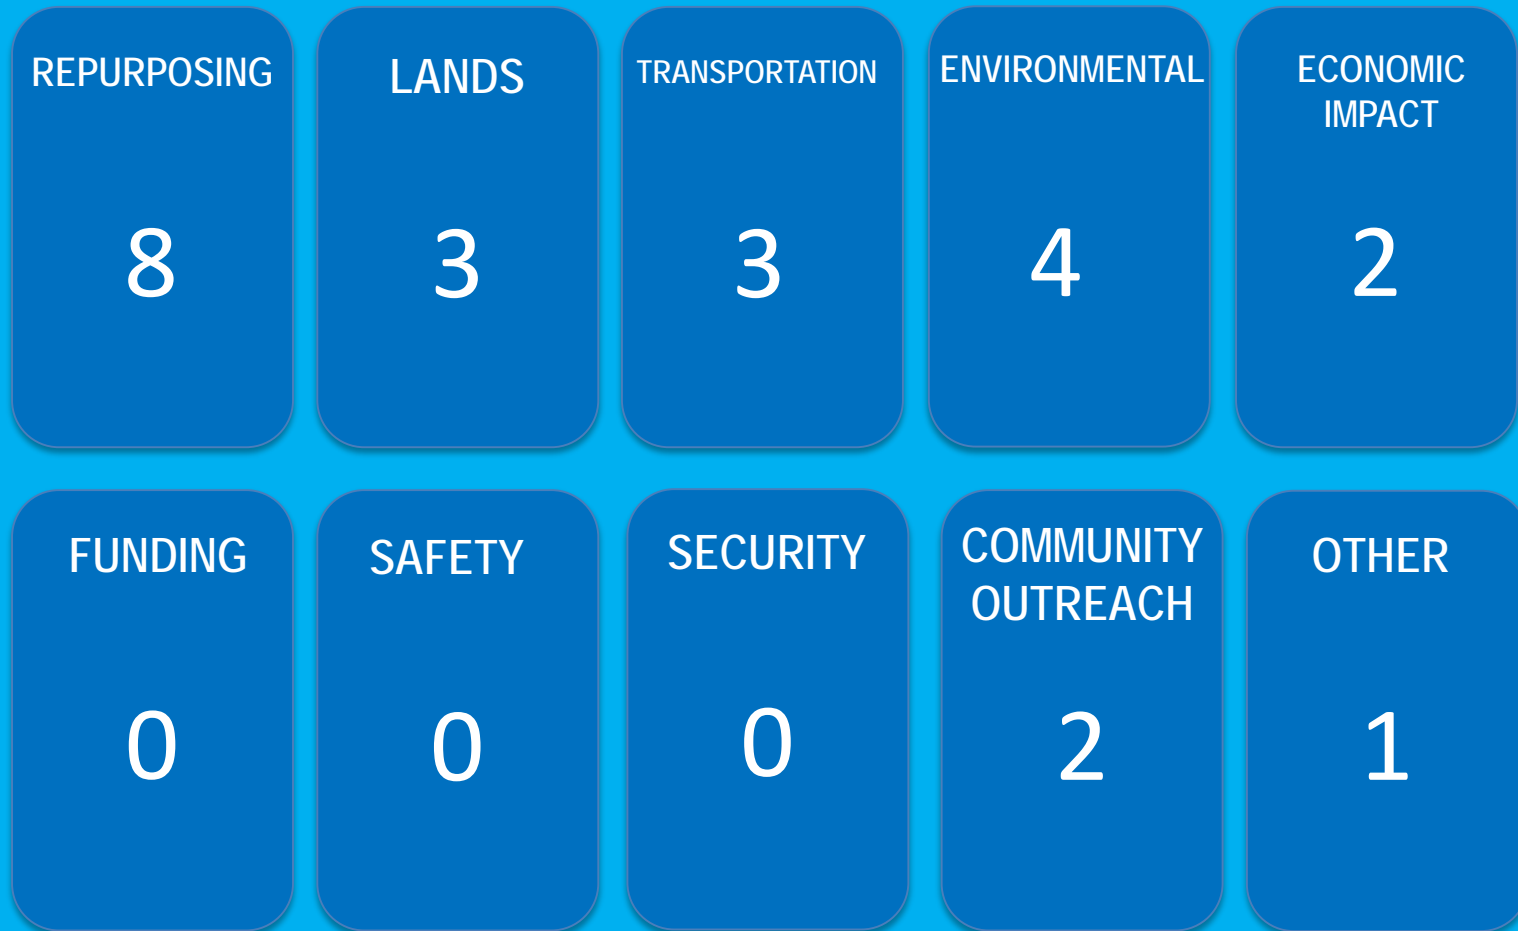 REPURPOSING
8
LANDS
3
TRANSPORTATION
3
ENVIRONMENTAL
4
ECONOMIC
IMPACT
2
FUNDING
0
SAFETY
0
SECURITY
0
COMMUNITY
OUTREACH
2
OTHER
1